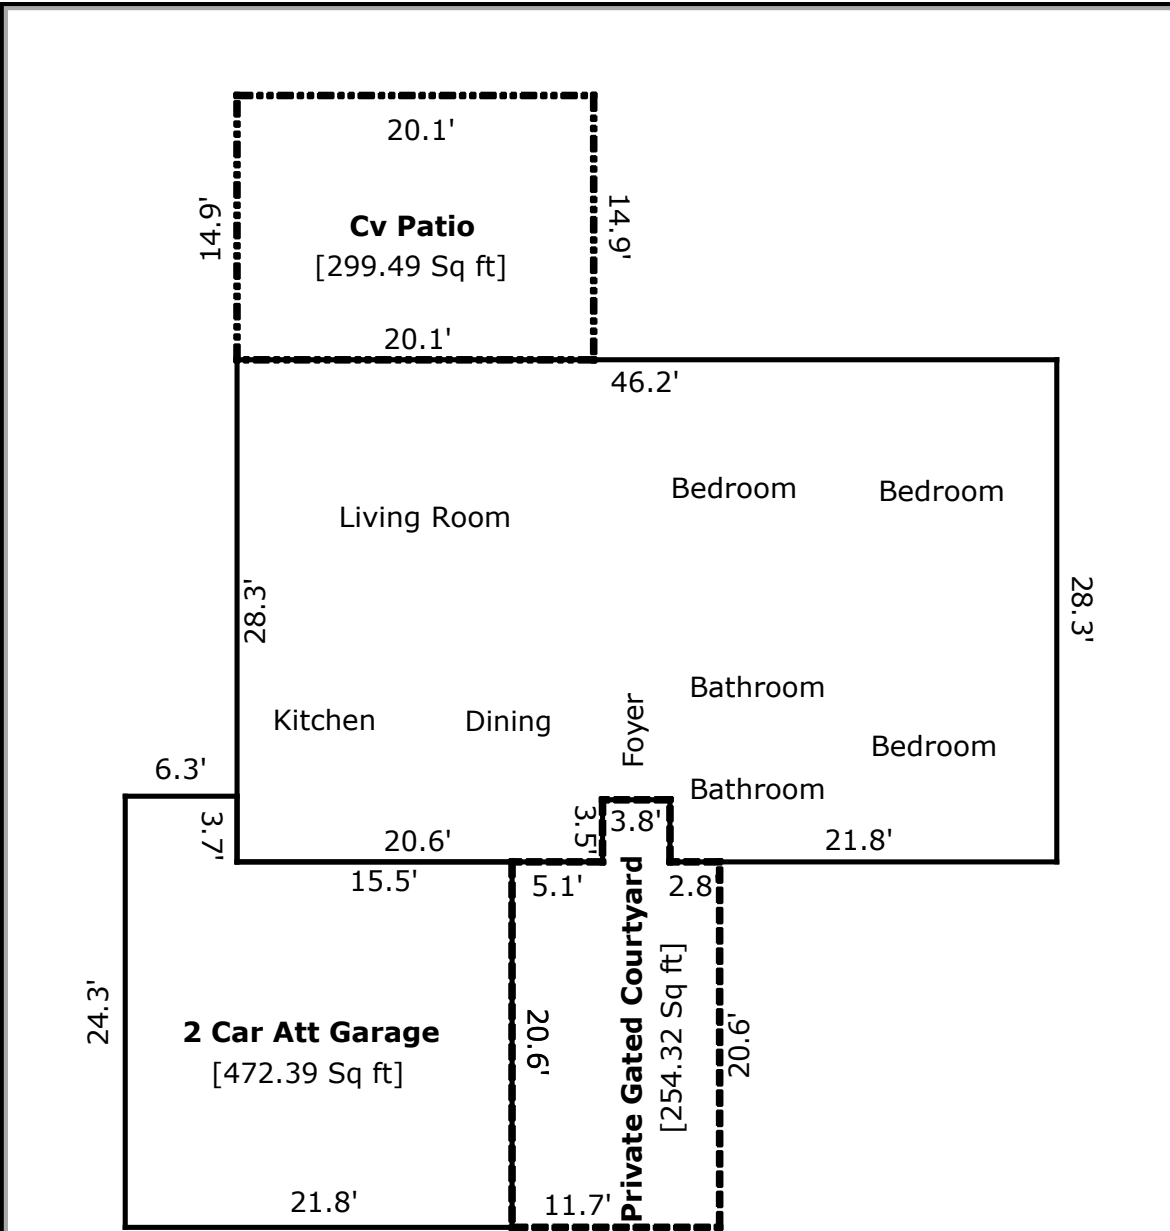 20.1'
14.9'
14.9'
Cv Patio
[299.49 Sq ft]
20.1'
46.2'
Bedroom
Bedroom
Living Room
28.3'
28.3'
Bathroom
Foyer
Kitchen
Dining
Bedroom
6.3'
Bathroom
3.7'
3.5'
3.8'
20.6'
21.8'
15.5'
5.1'
2.8
24.3'
2 Car Att Garage
[472.39 Sq ft]
20.6'
Private Gated Courtyard
[254.32 Sq ft]
20.6'
21.8'
11.7'